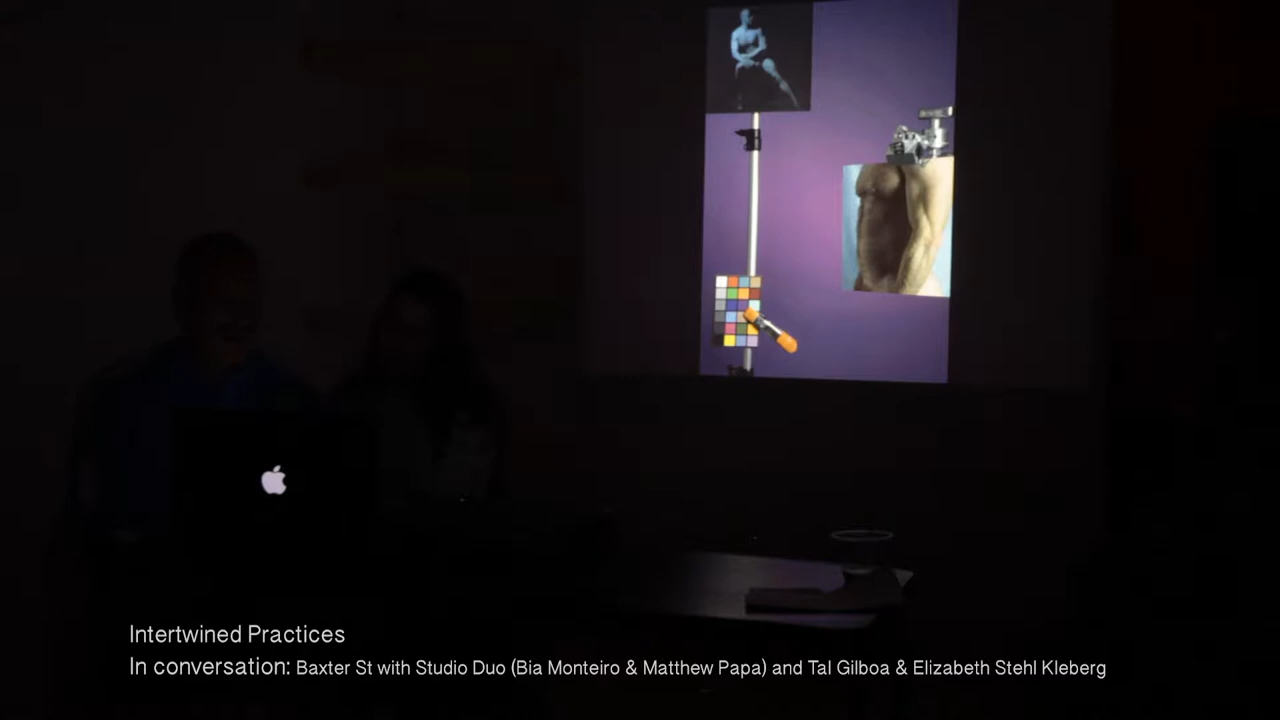 Intertwined Practices
In conversation: Baxter St with Studio Duo (Bia Monteiro & Matthew Papa) and Tal Gilboa & Elizabeth Stehl Kleberg